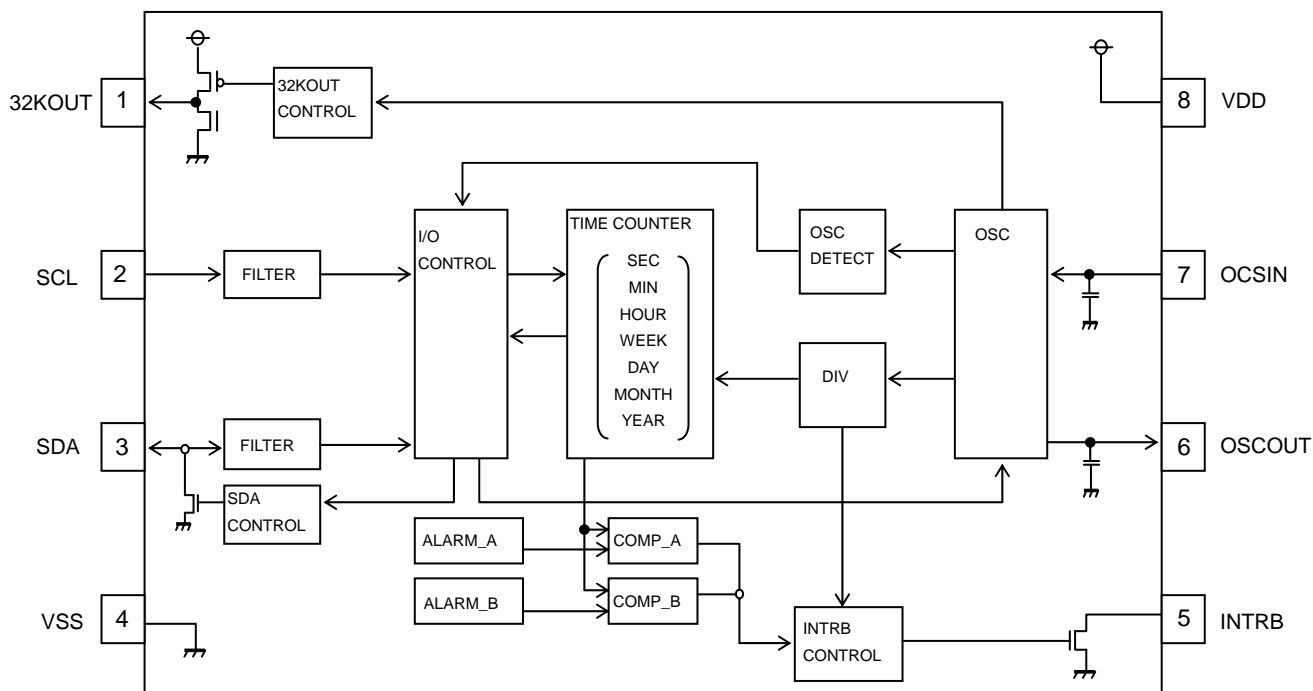 32KOUT
1
32KOUT
CONTROL
8
VDD
SCL
2
FILTER
I/O
CONTROL
TIME COUNTER
SEC
MIN
HOUR
WEEK
DAY
MONTH
YEAR
OSC
DETECT
DIV
OSC
7
OCSIN
SDA
3
FILTER
SDA
CONTROL
6
OSCOUT
ALARM_A
COMP_A
ALARM_B
COMP_B
VSS
4
INTRB
CONTROL
5
INTRB